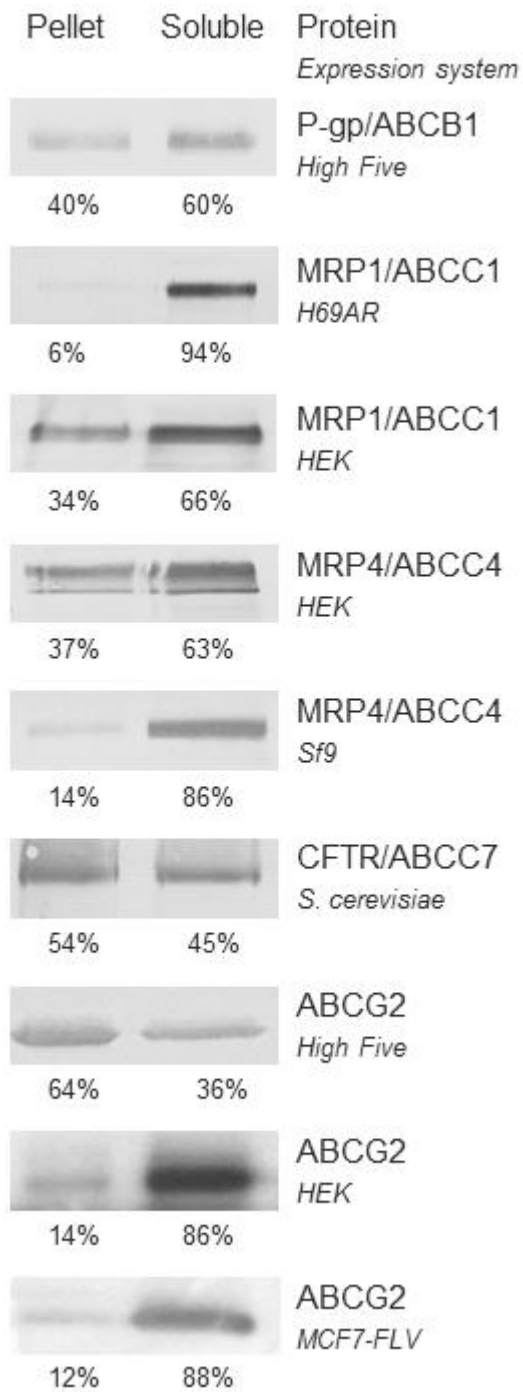 Pellet Soluble Protein
Expression system
P-gp/ABCB1
High Five
40% 60%
MRP1/ABCC1
H69AR
6% 94%
MRP1/ABCC1
HEK
34% 66%
MRP4/ABCC4
HEK
37% 63%
MRP4/ABCC4
Sf9
14% 86%
CFTR/ABCC7
S. cerevisiae
54% 45%
ABCG2
High Five
64% 36%
ABCG2
HEK
14% 86%
ABCG2
MCF7-FLV
12% 88%